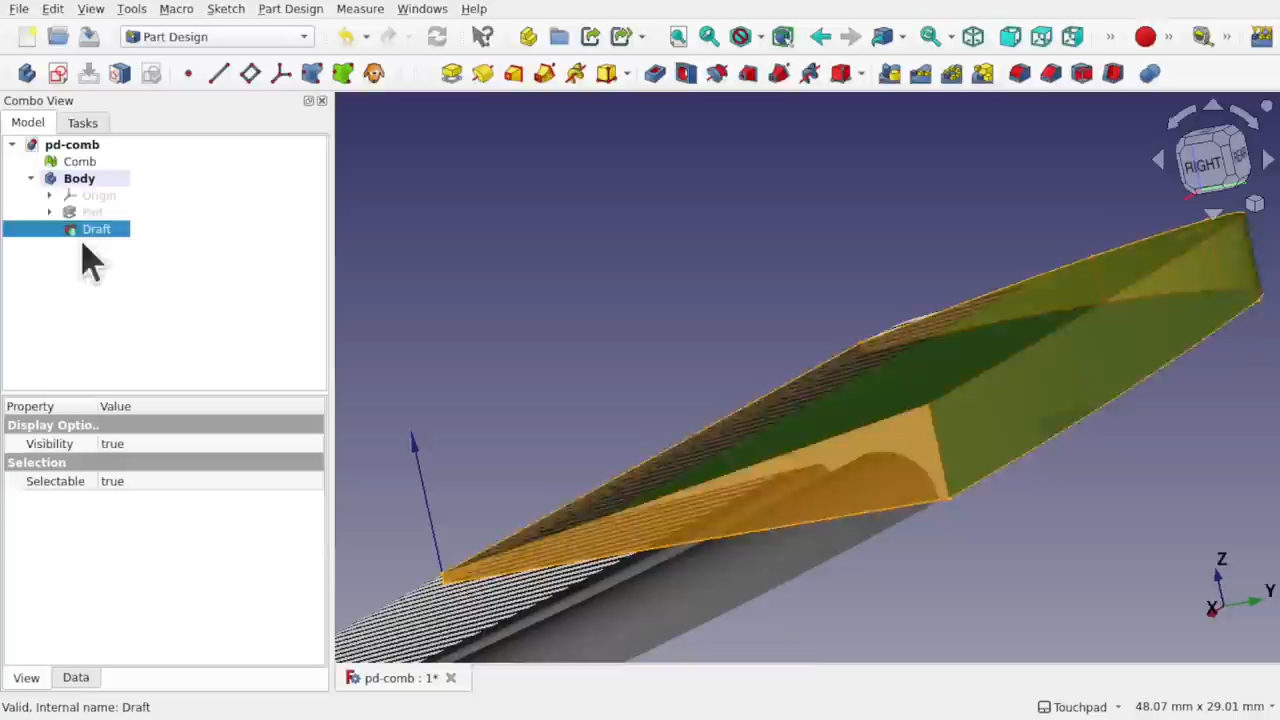 File Edit View Tools Macro Sketch Part Design Measure Windows Help
Part Design
Combo View
Model Tasks
pd-comb
Comb
Body
Origin
Pad
Draft
RIGHT REAR
Property Value
Display Optio..
Visibility true
Selection
Selectable true
Z
Y
X
View Data
pd-comb : 1*
Valid, Internal name: Draft
Touchpad 48.07 mm x 29.01 mm